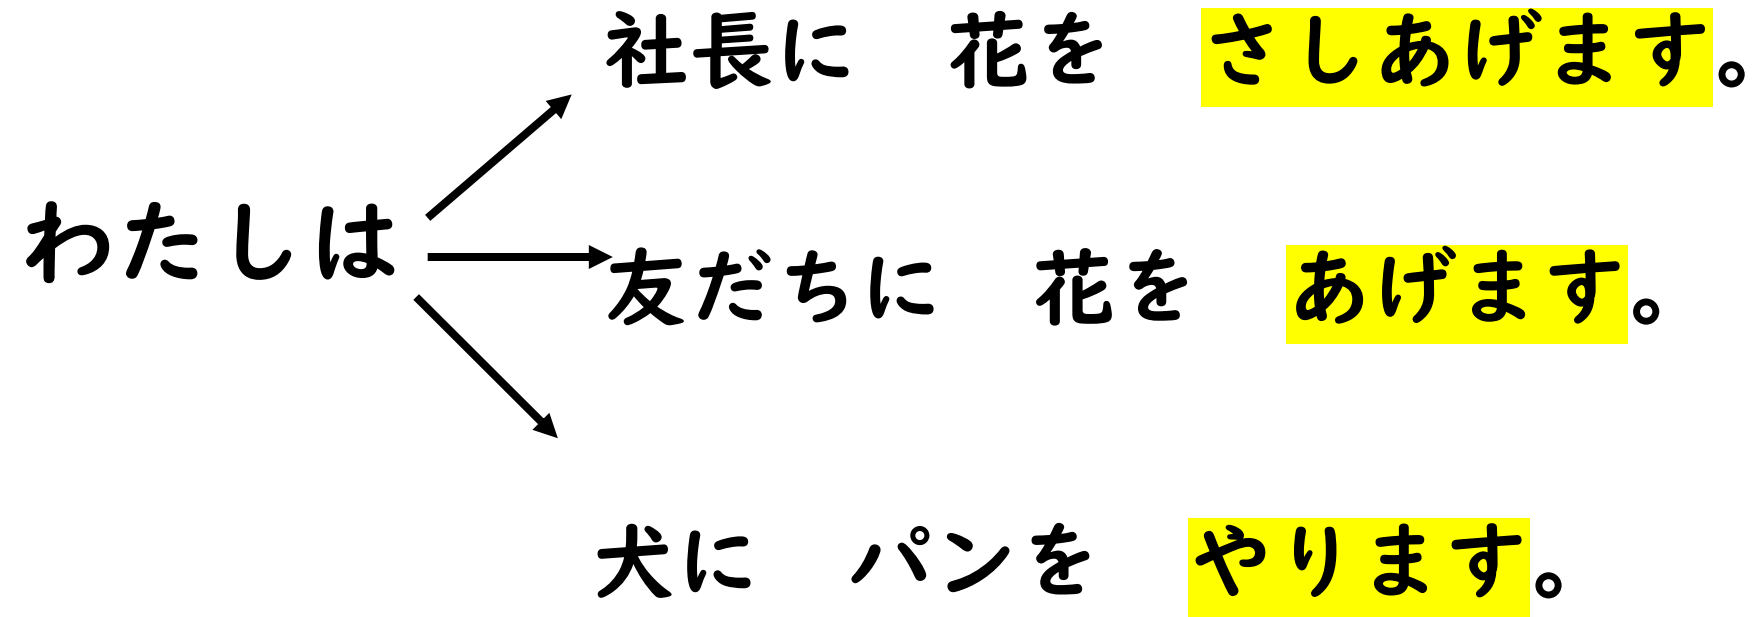 社長に　花を　さしあげます。
わたしは
友だちに　花を　あげます。
犬に　パンを　やります。